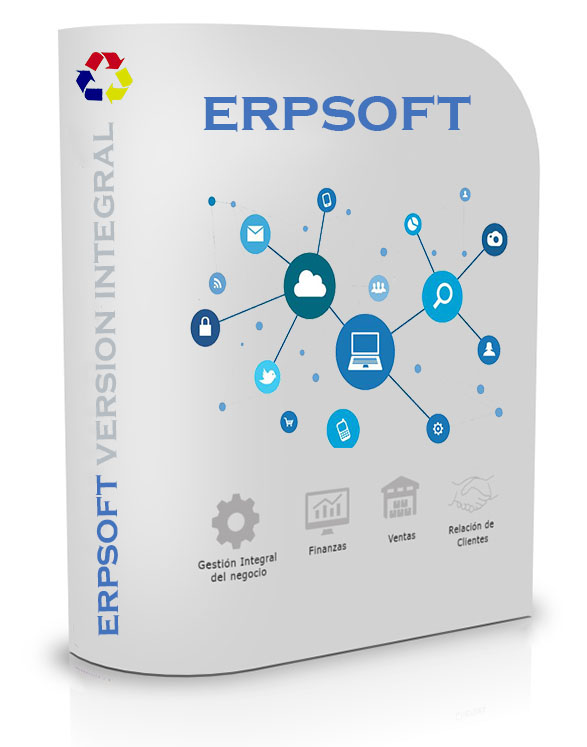 ERPSOFT
ERPSOFT VERSION INTEGRAL
Gestión Integral
del negocio
Finanzas
Ventas
Relación de
Clientes